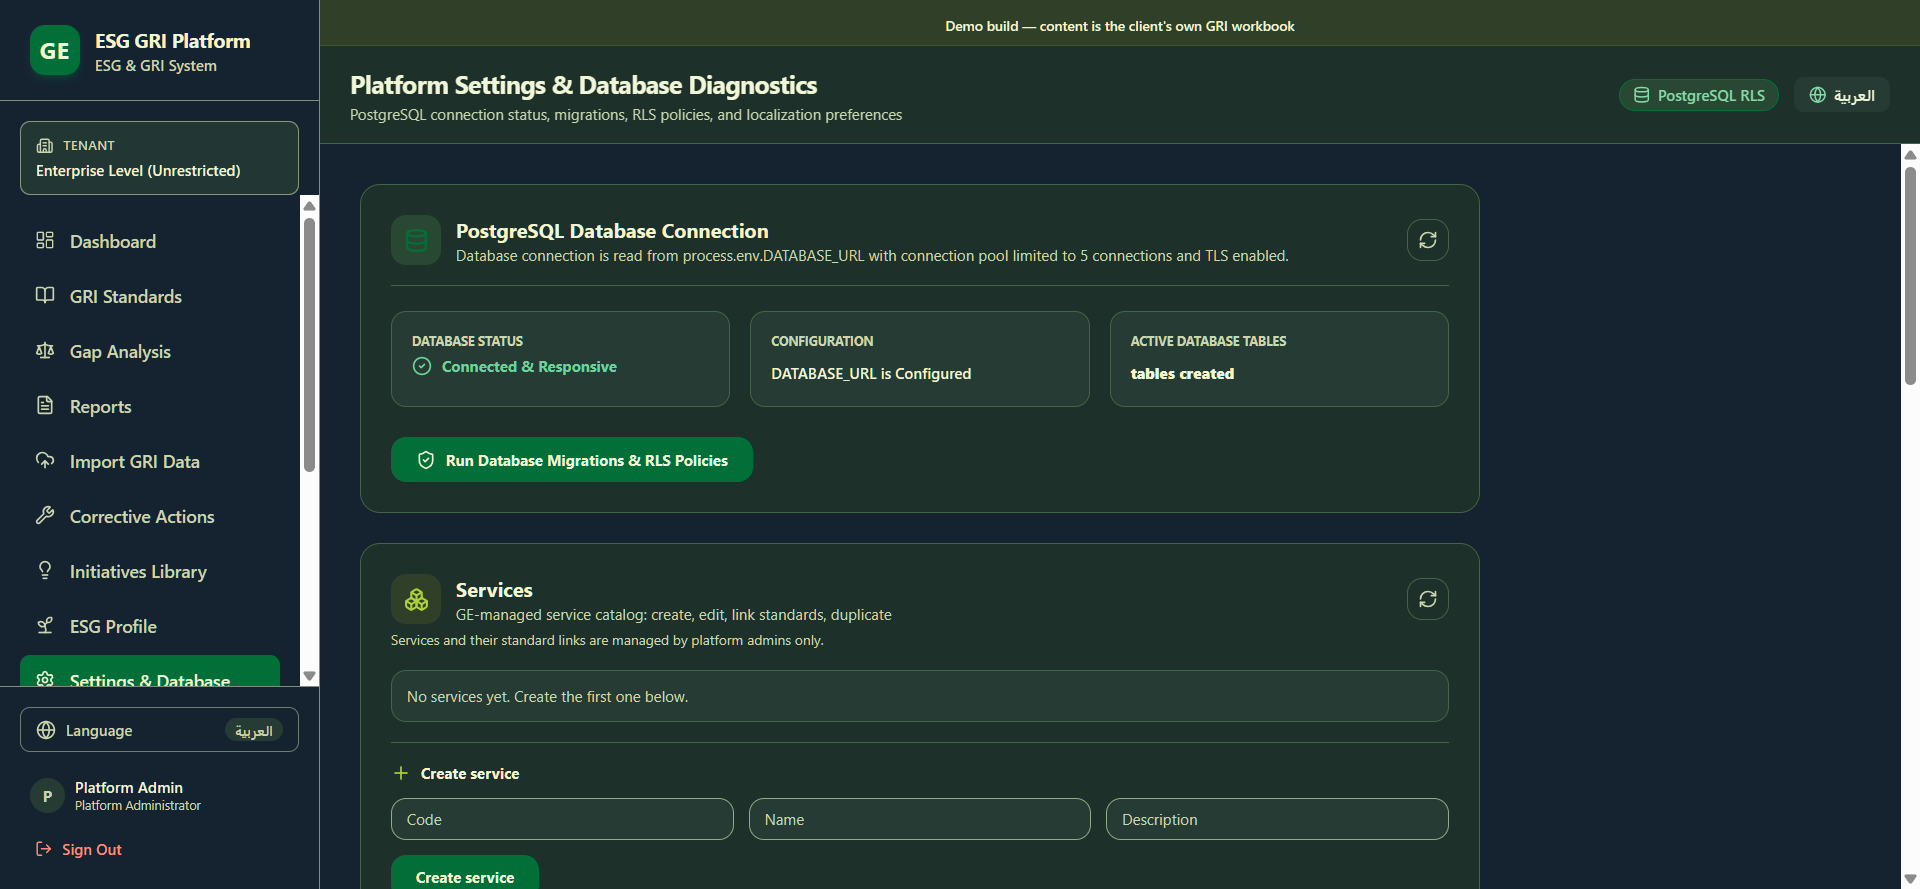 GE
ESG GRI Platform
ESG & GRI System
TENANT
Enterprise Level (Unrestricted)
Dashboard
GRI Standards
Gap Analysis
Reports
Import GRI Data
Corrective Actions
Initiatives Library
ESG Profile
Settings & Database
Language
العربية
P
Platform Admin
Platform Administrator
Sign Out
Demo build — content is the client's own GRI workbook
Platform Settings & Database Diagnostics
PostgreSQL connection status, migrations, RLS policies, and localization preferences
PostgreSQL RLS
العربية
PostgreSQL Database Connection
Database connection is read from process.env.DATABASE_URL with connection pool limited to 5 connections and TLS enabled.
DATABASE STATUS
Connected & Responsive
CONFIGURATION
DATABASE_URL is Configured
ACTIVE DATABASE TABLES
tables created
Run Database Migrations & RLS Policies
Services
GE-managed service catalog: create, edit, link standards, duplicate
Services and their standard links are managed by platform admins only.
No services yet. Create the first one below.
Create service
Code
Name
Description
Create service